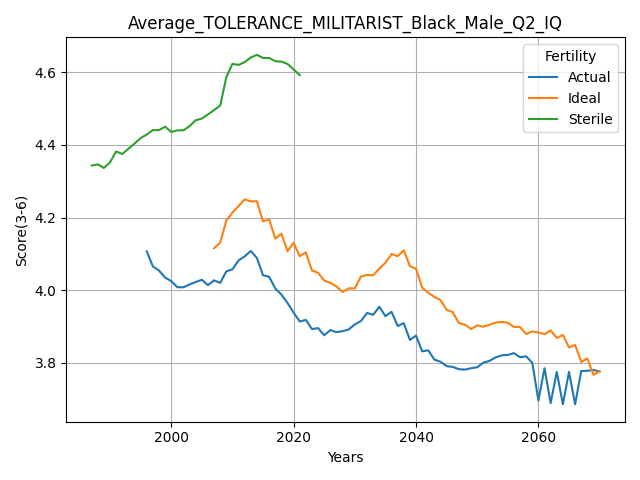 Average_TOLERANCE_MILITARIST_Black_Male_Q2_IQ
Fertility
Actual
Ideal
Sterile
Score(3-6)
4.6
4.4
4.2
4.0
3.8
2000
2020
2040
2060
Years